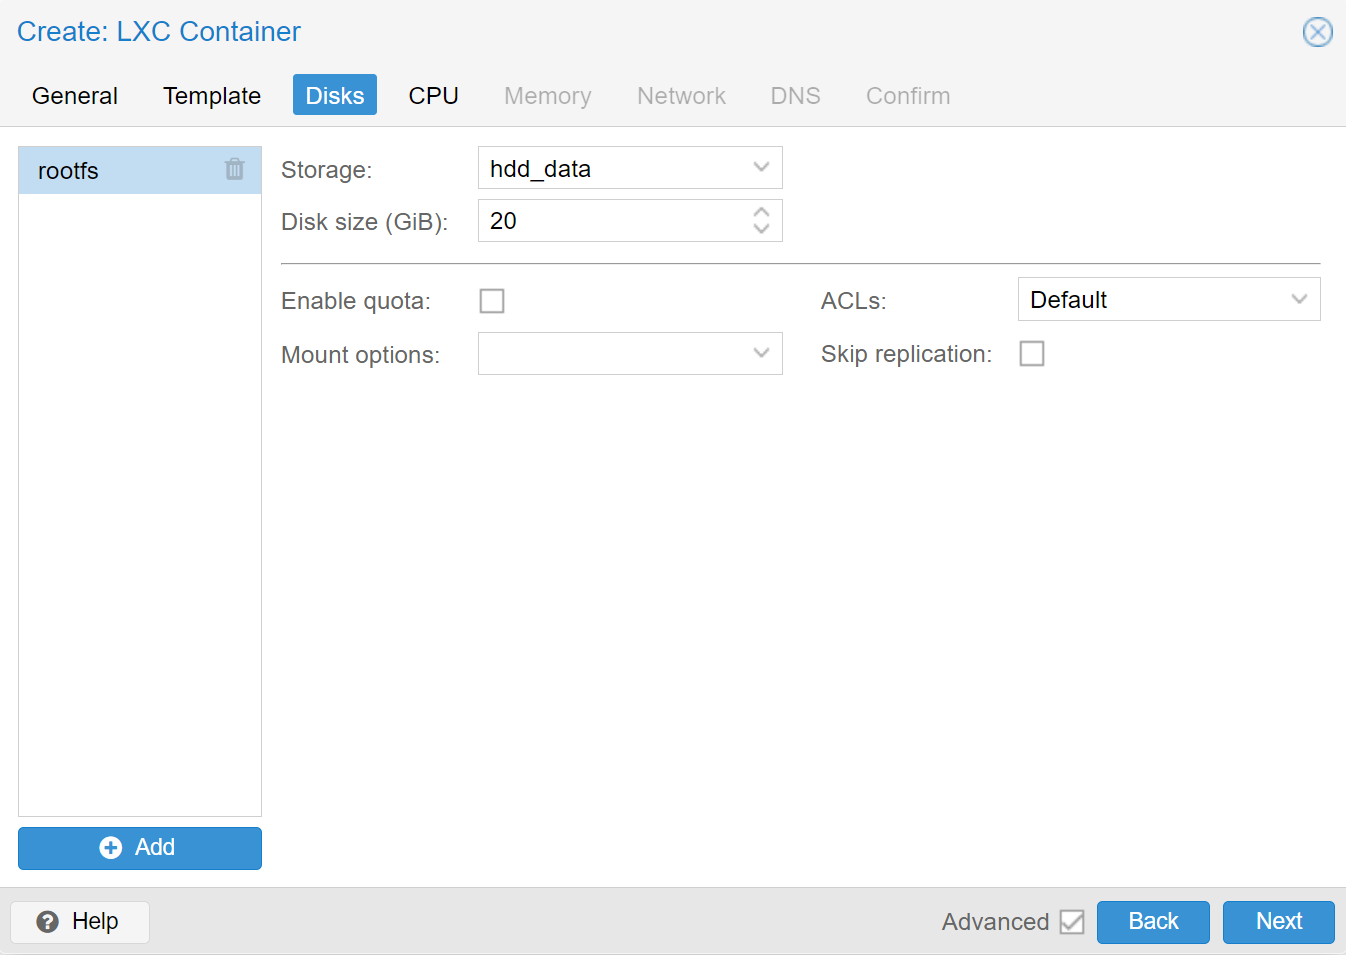 Create: LXC Container
General Template Disks CPU Memory Network DNS Confirm
rootfs
Storage: hdd_data
Disk size (GiB): 20
Enable quota: ACLs: Default
Mount options: Skip replication:
Add
Help Advanced Back Next